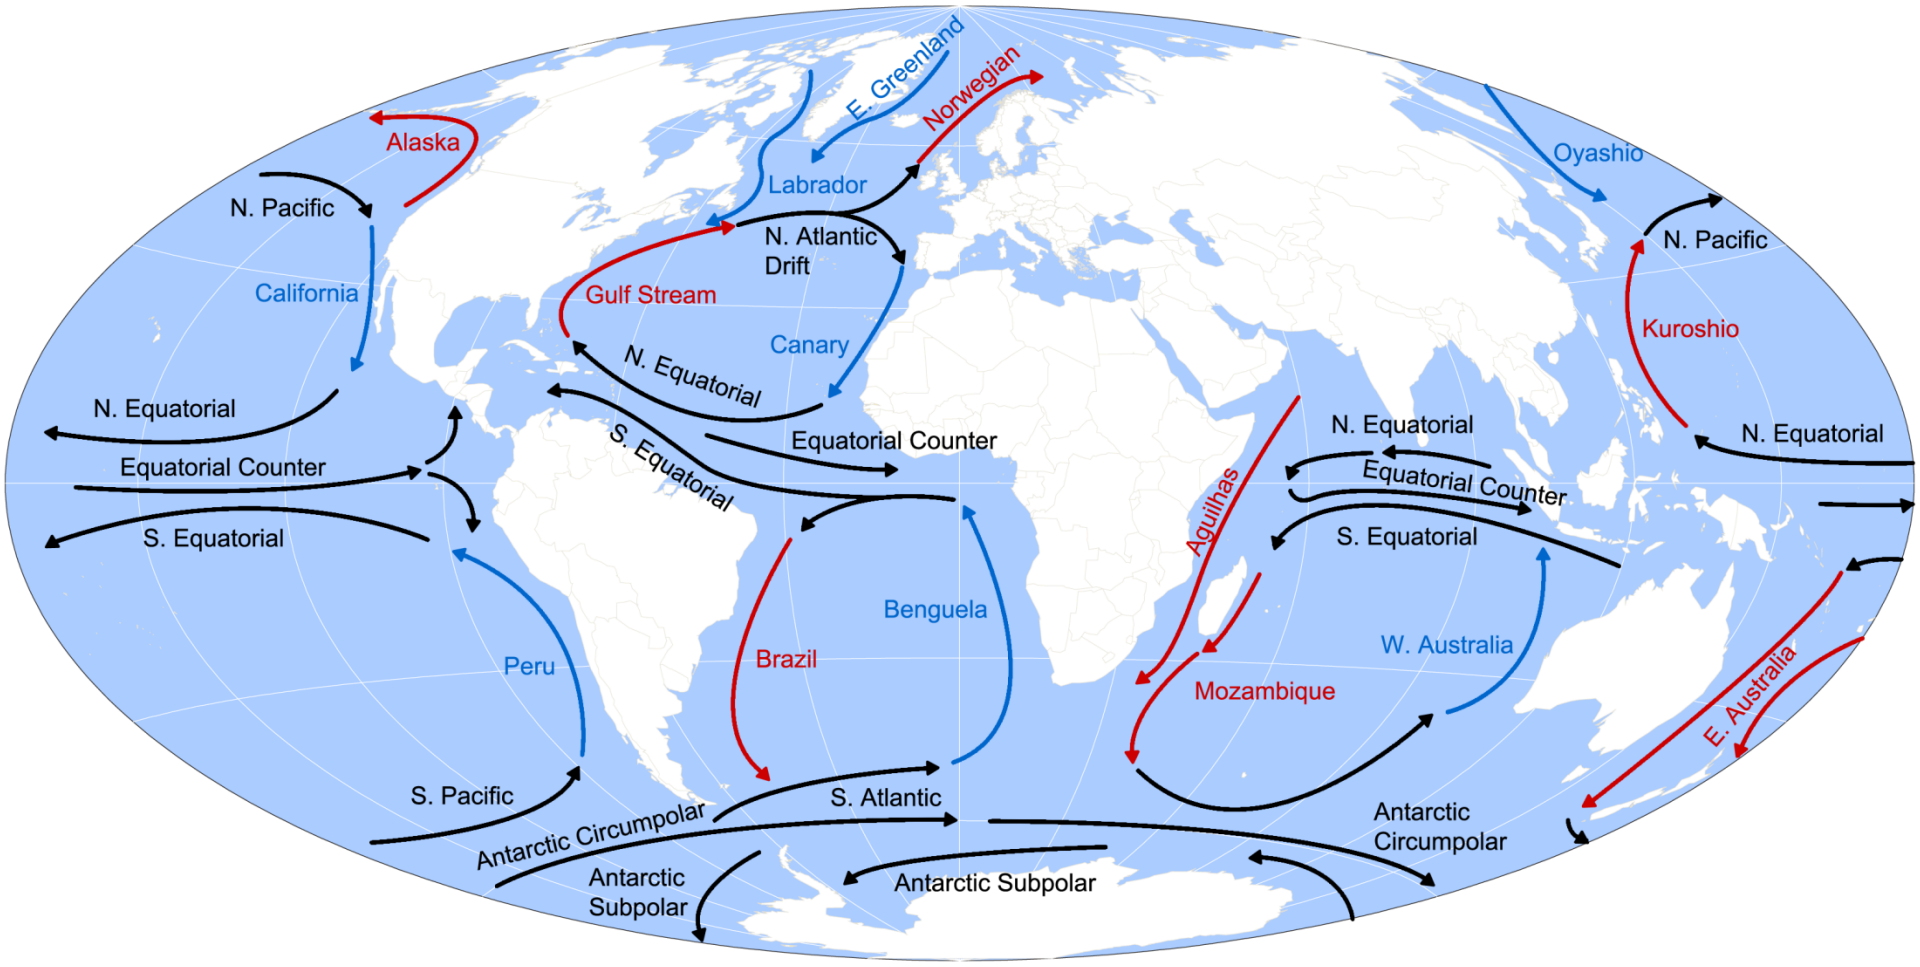 E. Greenland
Norwegian
Alaska
Labrador
Oyashio
N. Pacific
N. Atlantic
Drift
N. Pacific
California
Gulf Stream
Canary
Kuroshio
N. Equatorial
N. Equatorial
S. Equatorial
Equatorial Counter
N. Equatorial
N. Equatorial
Equatorial Counter
Equatorial Counter
S. Equatorial
Aguilhas
S. Equatorial
Benguela
Peru
Brazil
W. Australia
Mozambique
E. Australia
S. Pacific
S. Atlantic
Antarctic Circumpolar
Antarctic
Circumpolar
Antarctic
Subpolar
Antarctic Subpolar